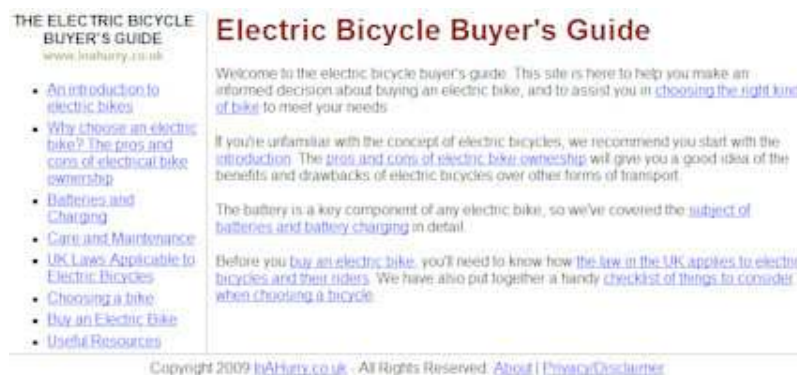 THE ELECTRIC BICYCLE
BUYER'S GUIDE
www.inahurry.co.uk
An introduction to
electric bikes
Why choose an electric
bike? The pros and
cons of electrical bike
ownership
Batteries and
Charging
Care and Maintenance
UK Laws Applicable to
Electric Bicycles
Choosing a bike
Buy an Electric Bike
Useful Resources
Electric Bicycle Buyer's Guide
Welcome to the electric bicycle buyer's guide. This site is here to help you make an
informed decision about buying an electric bike, and to assist you in choosing the right kind
of bike to meet your needs
If you're unfamiliar with the concept of electric bicycles, we recommend you start with the
introduction. The pros and cons of electric bike ownership will give you a good idea of the
benefits and drawbacks of electric bicycles over other forms of transport.
The battery is a key component of any electric bike, so we've covered the subject of
batteries and battery charging in detail.
Before you buy an electric bike, you'll need to know how the law in the UK applies to electric
bicycles and their riders. We have also put together a handy checklist of things to consider
when choosing a bicycle.
Copyright 2009 InAHurry.co.uk - All Rights Reserved. About | Privacy/Disclaimer